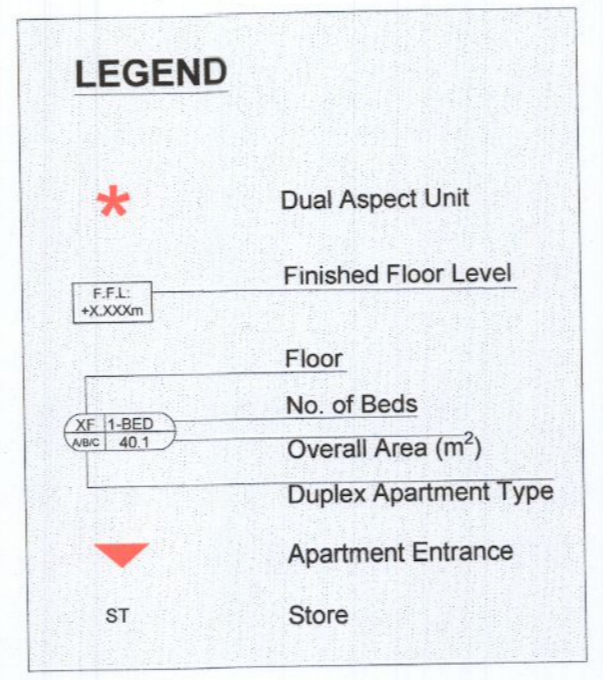 LEGEND
* Dual Aspect Unit
Finished Floor Level
F.F.L:
+X.XXXm
Floor
No. of Beds
XF 1-BED
A/B/C 40.1
Overall Area (m²)
Duplex Apartment Type
Apartment Entrance
ST Store